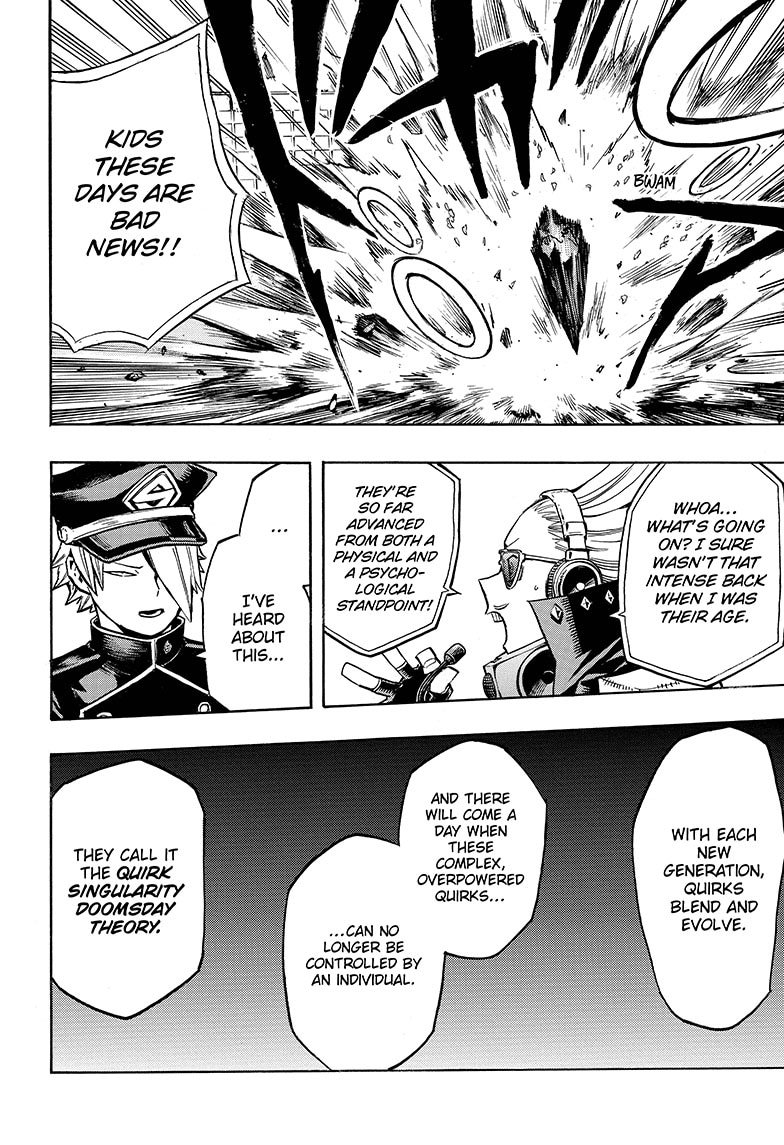 BWAM
KIDS
THESE
DAYS ARE
BAD
NEWS!!
WHOA...
WHAT'S GOING
ON? I SURE
WASN'T THAT
INTENSE BACK
WHEN I WAS
THEIR AGE.
THEY'RE
SO FAR
ADVANCED
FROM BOTH A
PHYSICAL AND
A PSYCHO-
LOGICAL
STANDPOINT!
...
I'VE
HEARD
ABOUT
THIS...
WITH EACH
NEW
GENERATION,
QUIRKS
BLEND AND
EVOLVE.
AND THERE
WILL COME A
DAY WHEN
THESE
COMPLEX,
OVERPOWERED
QUIRKS...
...CAN NO
LONGER BE
CONTROLLED BY
AN INDIVIDUAL.
THEY CALL IT
THE QUIRK
SINGULARITY
DOOMSDAY
THEORY.